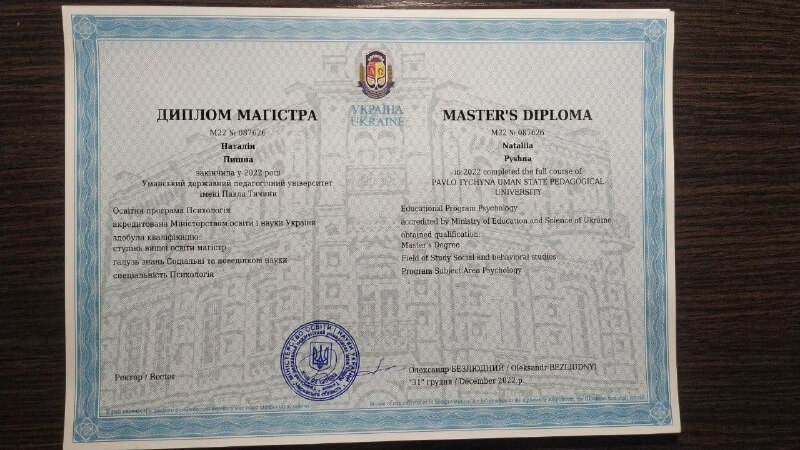 УКРАЇНА
UKRAINE
ДИПЛОМ МАГІСТРА
М22 № 087626
Наталія
Пишна
закінчила у 2022 році
Уманський державний педагогічний університет
імені Павла Тичини
Освітня програма Психологія
акредитована Міністерством освіти і науки України
здобула кваліфікацію:
ступінь вищої освіти магістр
галузь знань Соціальні та поведінкові науки
спеціальність Психологія
MASTER'S DIPLOMA
M22 № 087626
Nataliia
Pyshna
in 2022 completed the full course of
PAVLO TYCHYNA UMAN STATE PEDAGOGICAL
UNIVERSITY
Educational Program Psychology
accredited by Ministry of Education and Science of Ukraine
obtained qualification:
Master's Degree
Field of Study Social and behavioral studies
Program Subject Area Psychology
Ректор / Rector
Олександр БЕЗЛЮДНИЙ / Oleksandr BEZLIUDNYI
"31" грудня / December 2022 р.
МІНІСТЕРСТВО ОСВІТИ І НАУКИ УКРАЇНИ